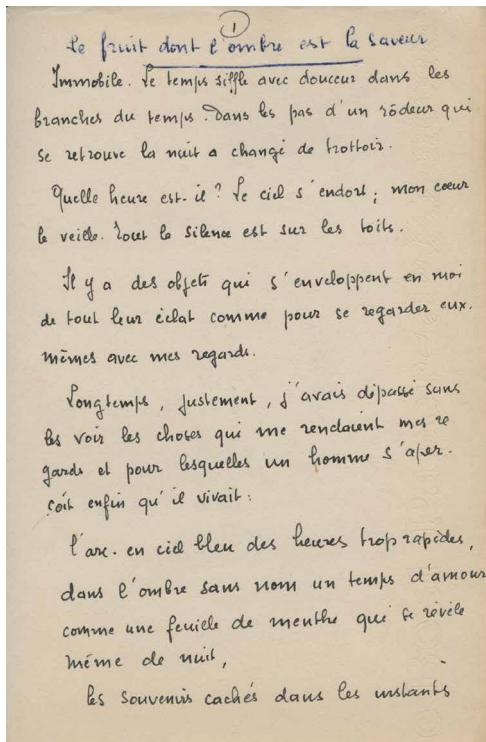 1
Le fruit dont l'ombre est la saveur
Immobile. Le temps siffle avec douceur dans les
branches du temps. Dans les pas d'un rôdeur qui
se retrouve la nuit a changé de trottoir.
Quelle heure est-il ? Le ciel s'endort ; mon coeur
le veille. Tout le silence est sur les toits.
Il y a des objets qui s'enveloppent en moi
de tout leur éclat comme pour se regarder eux-
mêmes avec mes regards.
Longtemps, justement, j'avais dépassé sans
les voir les choses qui me rendaient mes re
gards et pour lesquelles un homme s'aper-
çoit enfin qu'il vivait :
l'arc-en ciel bleu des heures trop rapides,
dans l'ombre sans nom un temps d'amour
comme une feuille de menthe qui se révèle
même de nuit,
les souvenirs cachés dans les instants